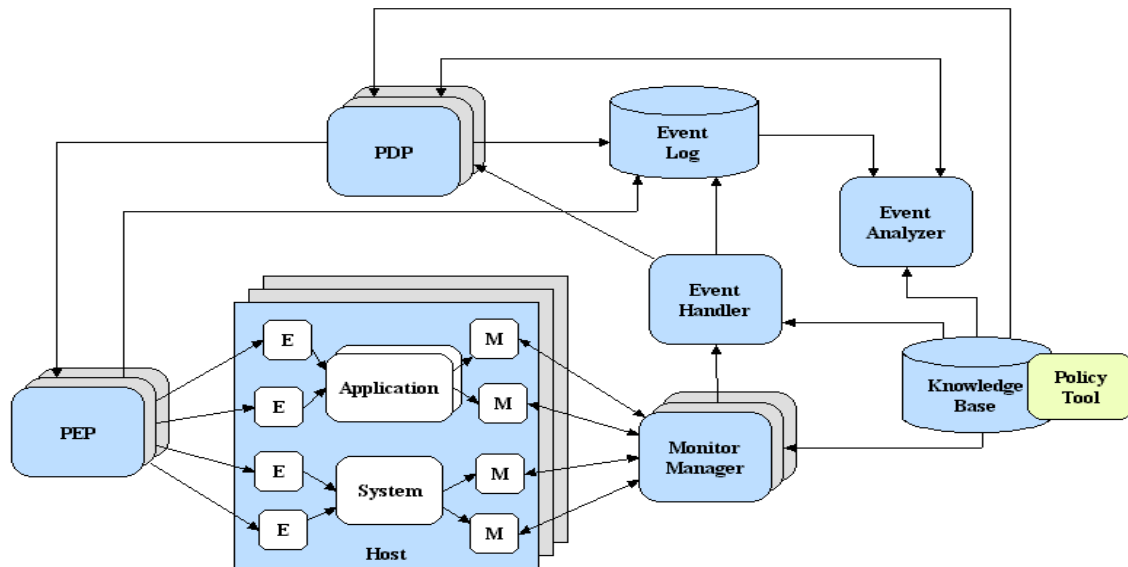 PDP
Event
Log
Event
Analyzer
Event
Handler
E
M
Application
Knowledge
Base
Policy
Tool
E
M
PEP
Monitor
Manager
E
M
System
E
M
Host